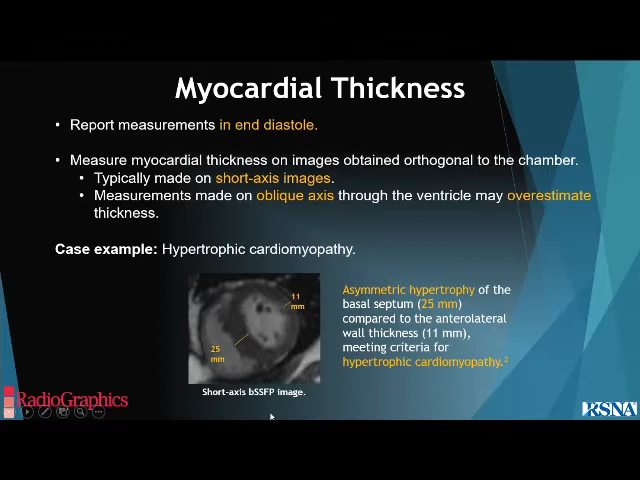 Myocardial Thickness
• Report measurements in end diastole.
• Measure myocardial thickness on images obtained orthogonal to the chamber.
• Typically made on short-axis images.
• Measurements made on oblique axis through the ventricle may overestimate
thickness.
Case example: Hypertrophic cardiomyopathy.
11
mm
25
mm
Short-axis bSSFP image.
Asymmetric hypertrophy of the
basal septum (25 mm)
compared to the anterolateral
wall thickness (11 mm),
meeting criteria for
hypertrophic cardiomyopathy.2
RadioGraphics
RSNA